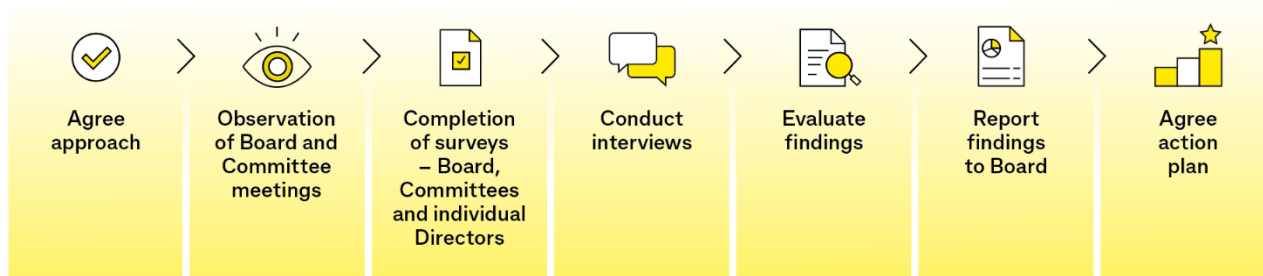 Agree
approach
Observation
of Board and
Committee
meetings
Completion
of surveys
– Board,
Committees
and individual
Directors
Conduct
interviews
Evaluate
findings
Report
findings
to Board
Agree
action
plan